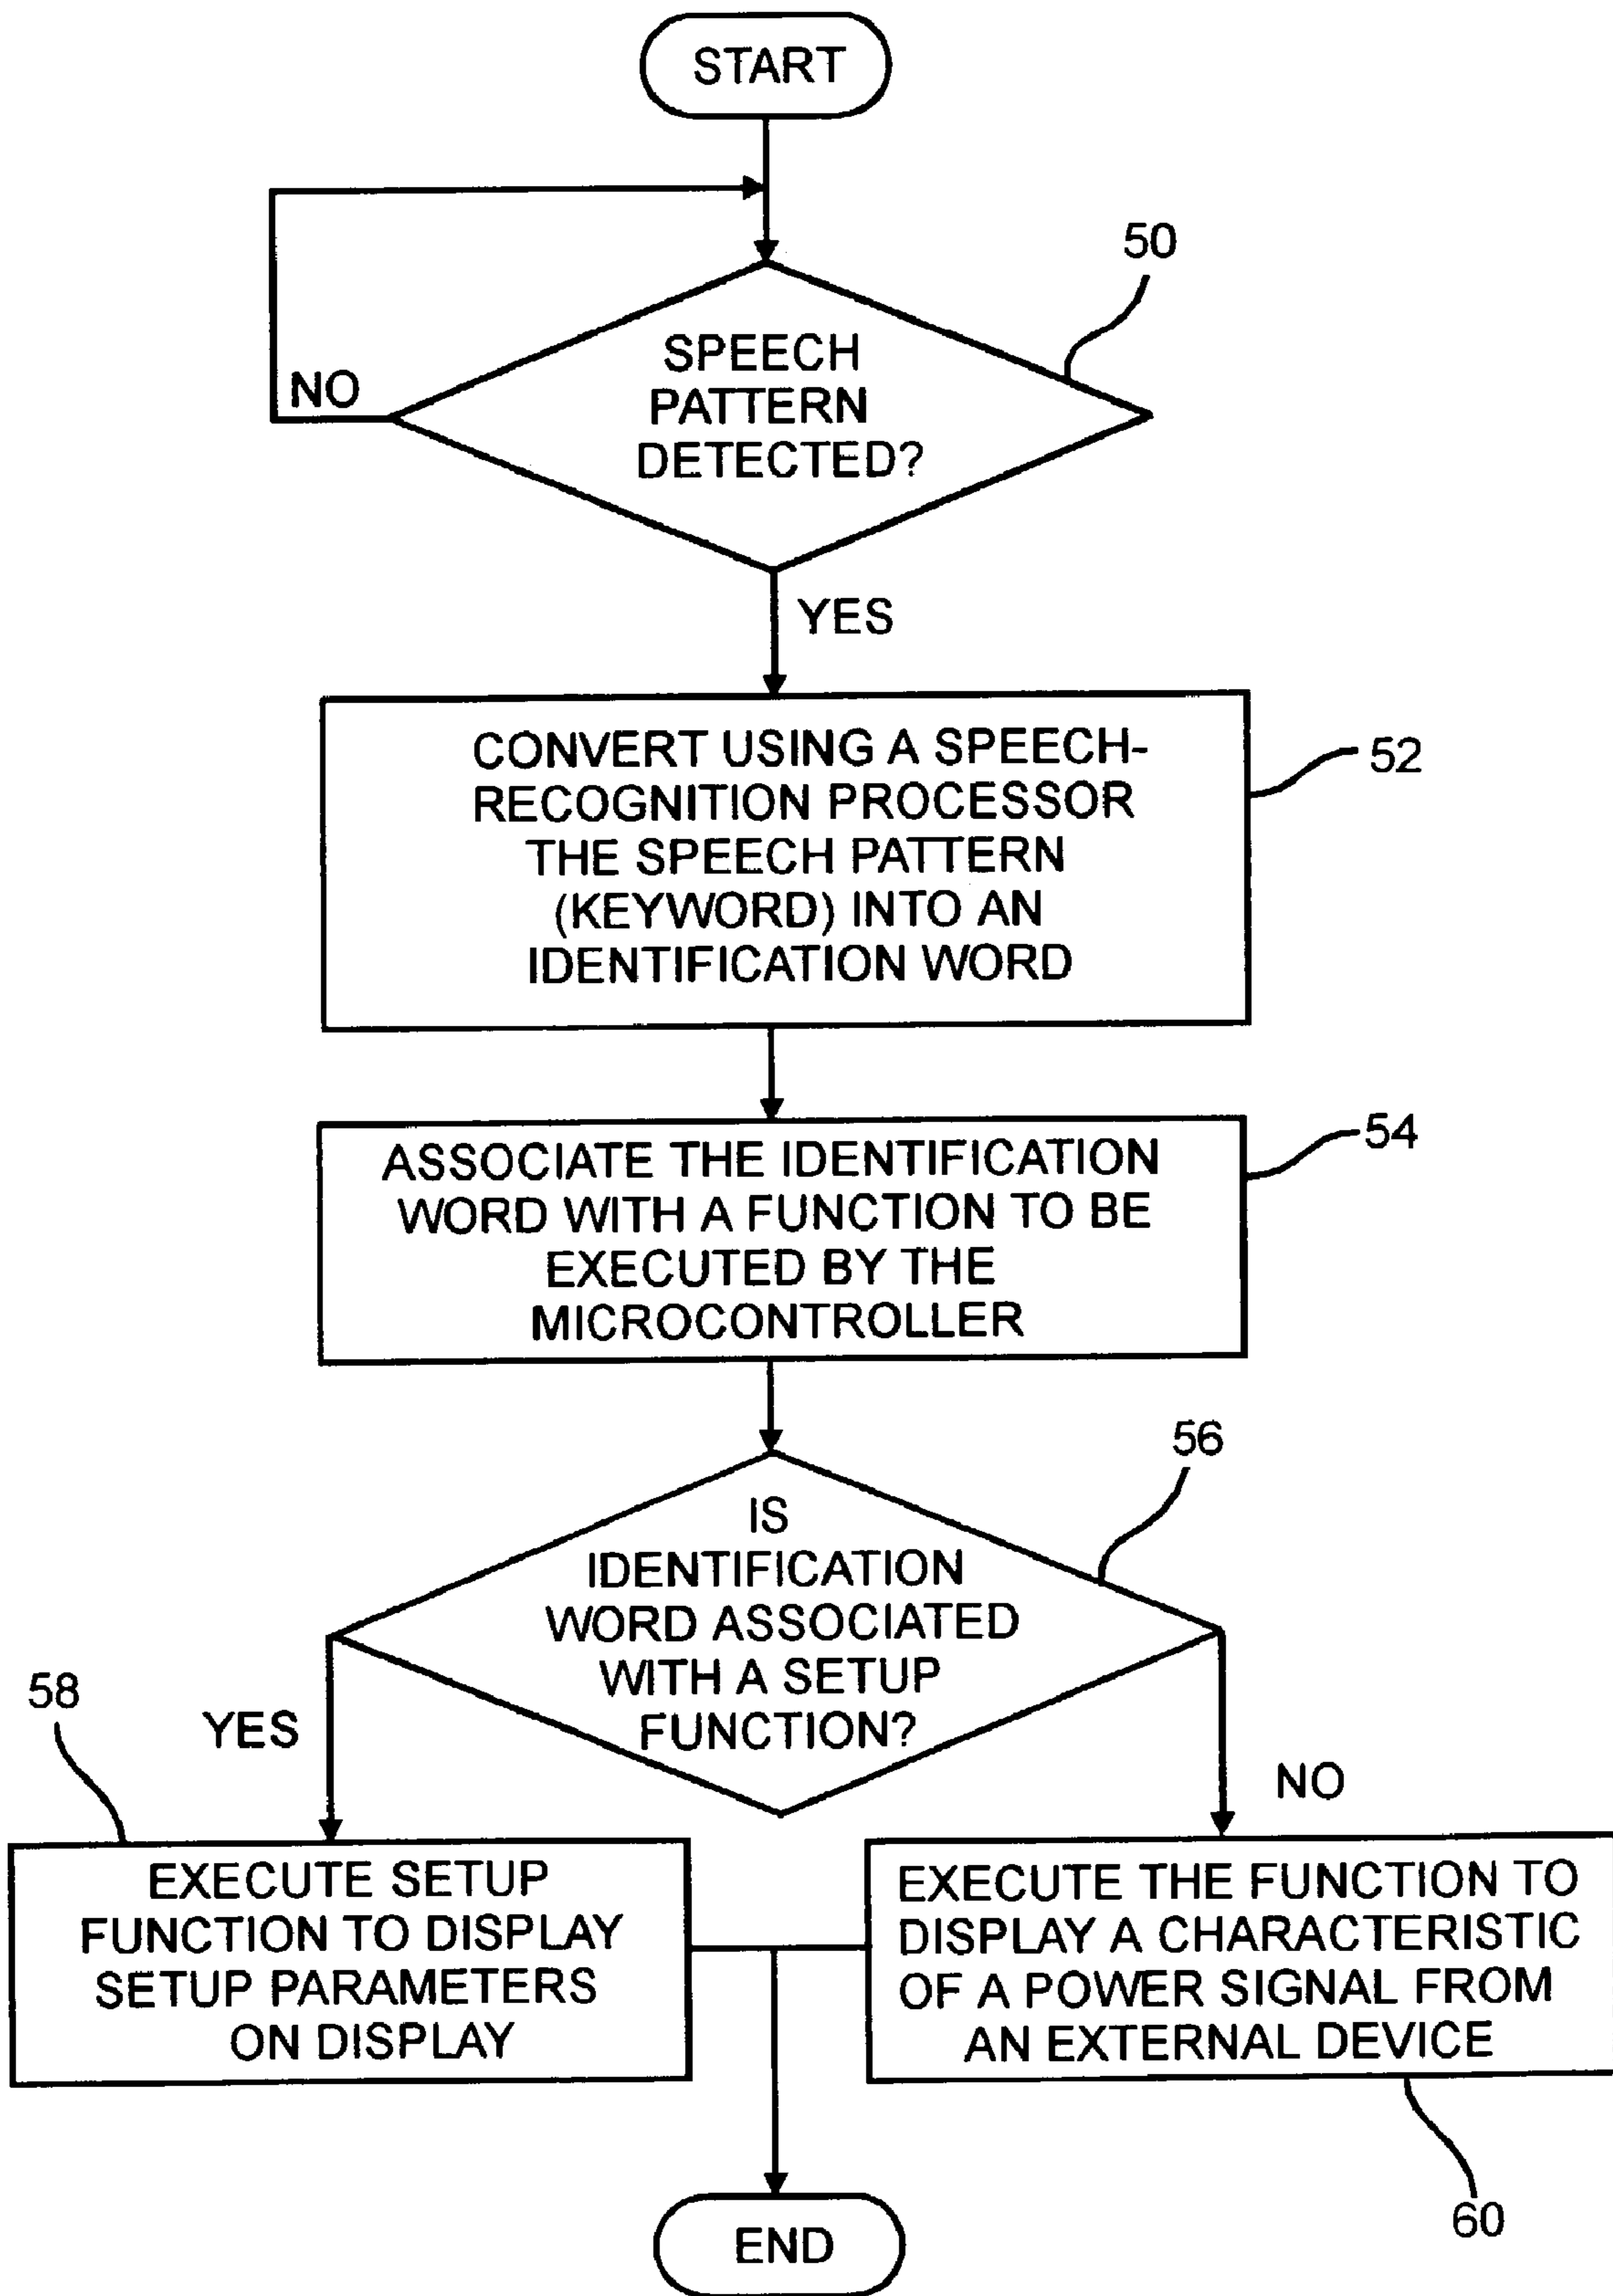 START
50
SPEECH
PATTERN
DETECTED?
NO
YES
CONVERT USING A SPEECH-
RECOGNITION PROCESSOR
THE SPEECH PATTERN
(KEYWORD) INTO AN
IDENTIFICATION WORD
52
ASSOCIATE THE IDENTIFICATION
WORD WITH A FUNCTION TO BE
EXECUTED BY THE
MICROCONTROLLER
54
56
IS
IDENTIFICATION
WORD ASSOCIATED
WITH A SETUP
FUNCTION?
58
YES
NO
EXECUTE SETUP
FUNCTION TO DISPLAY
SETUP PARAMETERS
ON DISPLAY
EXECUTE THE FUNCTION TO
DISPLAY A CHARACTERISTIC
OF A POWER SIGNAL FROM
AN EXTERNAL DEVICE
60
END